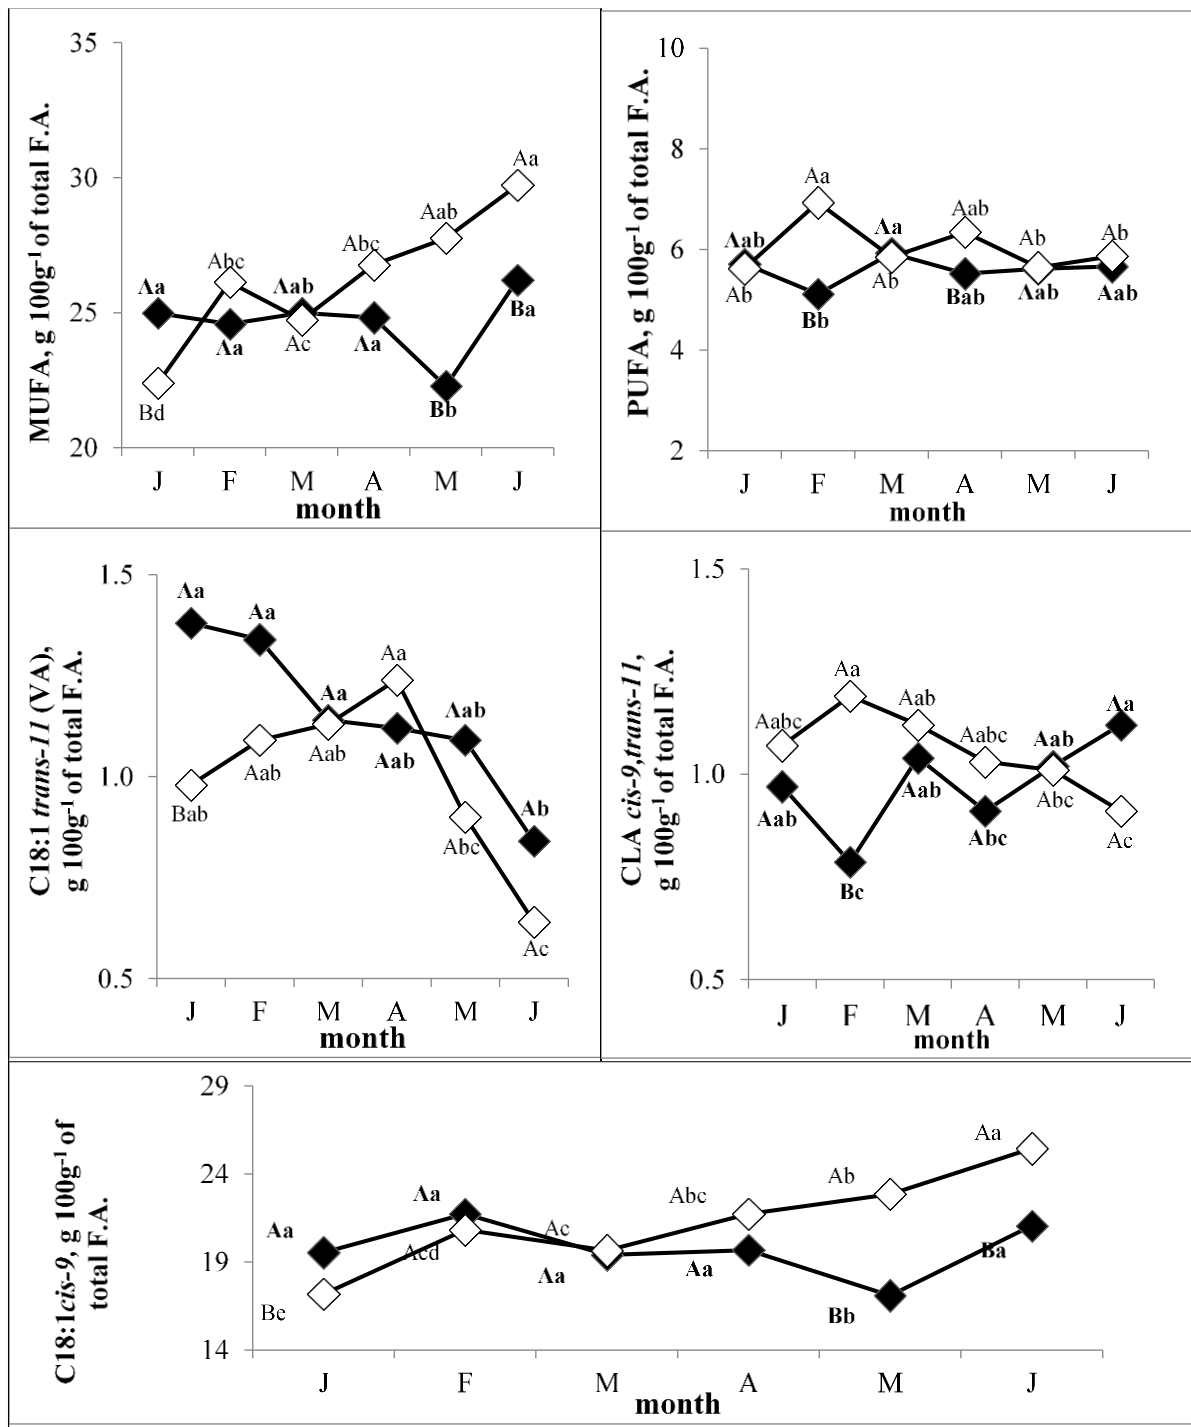 MUFA, g 100g-1 of total F.A.
35
30
25
20
Aa
Bd
Abc
Aa
Aab
Ac
Abc
Aa
Aab
Bb
Aa
Ba
J F M A M J
month
PUFA, g 100g-1 of total F.A.
10
8
6
4
2
Aab
Ab
Aa
Bb
Aa
Ab
Aab
Bab
Ab
Aab
Ab
Aab
J F M A M J
month
C18:1 trans-11 (VA),
g 100g-1 of total F.A.
1.5
1.0
0.5
Aa
Bab
Aa
Aab
Aa
Aab
Aa
Aab
Aab
Abc
Ab
Ac
J F M A M J
month
CLA cis-9,trans-11,
g 100g-1 of total F.A.
1.5
1.0
0.5
Aabc
Aab
Aa
Bc
Aab
Aab
Aabc
Abc
Aab
Abc
Aa
Ac
J F M A M J
month
C18:1cis-9, g 100g-1 of
total F.A.
29
24
19
14
Aa
Be
Aa
Acd
Ac
Aa
Abc
Aa
Ab
Bb
Aa
Ba
J F M A M J
month